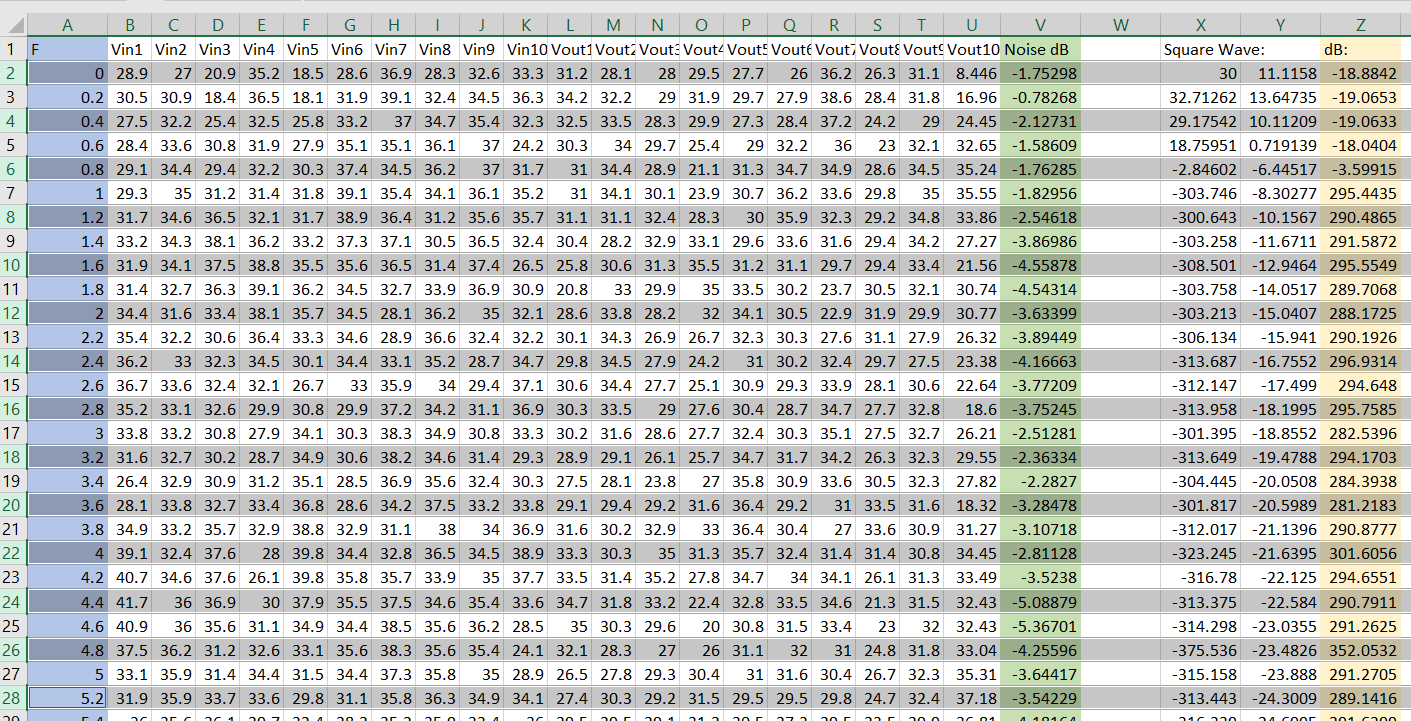 A B C D E F G H I J K L M N O P Q R S T U V W X Y Z
1 F Vin1 Vin2 Vin3 Vin4 Vin5 Vin6 Vin7 Vin8 Vin9 Vin10 Vout1 Vout2 Vout3 Vout4 Vout5 Vout6 Vout7 Vout8 Vout9 Vout10 Noise dB Square Wave: dB:
2 0 28.9 27 20.9 35.2 18.5 28.6 36.9 28.3 32.6 33.3 31.2 28.1 28 29.5 27.7 26 36.2 26.3 31.1 8.446 -1.75298 30 11.1158 -18.8842
3 0.2 30.5 30.9 18.4 36.5 18.1 31.9 39.1 32.4 34.5 36.3 34.2 32.2 29 31.9 29.7 27.9 38.6 28.4 31.8 16.96 -0.78268 32.71262 13.64735 -19.0653
4 0.4 27.5 32.2 25.4 32.5 25.8 33.2 37 34.7 35.4 32.3 32.5 33.5 28.3 29.9 27.3 28.4 37.2 24.2 29 24.45 -2.12731 29.17542 10.11209 -19.0633
5 0.6 28.4 33.6 30.8 31.9 27.9 35.1 35.1 36.1 37 24.2 30.3 34 29.7 25.4 29 32.2 36 23 32.1 32.65 -1.58609 18.75951 0.719139 -18.0404
6 0.8 29.1 34.4 29.4 32.2 30.3 37.4 34.5 36.2 37 31.7 31 34.4 28.9 21.1 31.3 34.7 34.9 28.6 34.5 35.24 -1.76285 -2.84602 -6.44517 -3.59915
7 1 29.3 35 31.2 31.4 31.8 39.1 35.4 34.1 36.1 35.2 31 34.1 30.1 23.9 30.7 36.2 33.6 29.8 35 35.55 -1.82956 -303.746 -8.30277 295.4435
8 1.2 31.7 34.6 36.5 32.1 31.7 38.9 36.4 31.2 35.6 35.7 31.1 31.1 32.4 28.3 30 35.9 32.3 29.2 34.8 33.86 -2.54618 -300.643 -10.1567 290.4865
9 1.4 33.2 34.3 38.1 36.2 33.2 37.3 37.1 30.5 36.5 32.4 30.4 28.2 32.9 33.1 29.6 33.6 31.6 29.4 34.2 27.27 -3.86986 -303.258 -11.6711 291.5872
10 1.6 31.9 34.1 37.5 38.8 35.5 35.6 36.5 31.4 37.4 26.5 25.8 30.6 31.3 35.5 31.2 31.1 29.7 29.4 33.4 21.56 -4.55878 -308.501 -12.9464 295.5549
11 1.8 31.4 32.7 36.3 39.1 36.2 34.5 32.7 33.9 36.9 30.9 20.8 33 29.9 35 33.5 30.2 23.7 30.5 32.1 30.74 -4.54314 -303.758 -14.0517 289.7068
12 2 34.4 31.6 33.4 38.1 35.7 34.5 28.1 36.2 35 32.1 28.6 33.8 28.2 32 34.1 30.5 22.9 31.9 29.9 30.77 -3.63399 -303.213 -15.0407 288.1725
13 2.2 35.4 32.2 30.6 36.4 33.3 34.6 28.9 36.6 32.4 32.2 30.1 34.3 26.9 26.7 32.3 30.3 27.6 31.1 27.9 26.32 -3.89449 -306.134 -15.941 290.1926
14 2.4 36.2 33 32.3 34.5 30.1 34.4 33.1 35.2 28.7 34.7 29.8 34.5 27.9 24.2 31 30.2 32.4 29.7 27.5 23.38 -4.16663 -313.687 -16.7552 296.9314
15 2.6 36.7 33.6 32.4 32.1 26.7 33 35.9 34 29.4 37.1 30.6 34.4 27.7 25.1 30.9 29.3 33.9 28.1 30.6 22.64 -3.77209 -312.147 -17.499 294.648
16 2.8 35.2 33.1 32.6 29.9 30.8 29.9 37.2 34.2 31.1 36.9 30.3 33.5 29 27.6 30.4 28.7 34.7 27.7 32.8 18.6 -3.75245 -313.958 -18.1995 295.7585
17 3 33.8 33.2 30.8 27.9 34.1 30.3 38.3 34.9 30.8 33.3 30.2 31.6 28.6 27.7 32.4 30.3 35.1 27.5 32.7 26.21 -2.51281 -301.395 -18.8552 282.5396
18 3.2 31.6 32.7 30.2 28.7 34.9 30.6 38.2 34.6 31.4 29.3 28.9 29.1 26.1 25.7 34.7 31.7 34.2 26.3 32.3 29.55 -2.36334 -313.649 -19.4788 294.1703
19 3.4 26.4 32.9 30.9 31.2 35.1 28.5 36.9 35.6 32.4 30.3 27.5 28.1 23.8 27 35.8 30.9 33.6 30.5 32.3 27.82 -2.2827 -304.445 -20.0508 284.3938
20 3.6 28.1 33.8 32.7 33.4 36.8 28.6 34.2 37.5 33.2 33.8 29.1 29.4 29.2 31.6 36.4 29.2 31 33.5 31.6 18.32 -3.28478 -301.817 -20.5989 281.2183
21 3.8 34.9 33.2 35.7 32.9 38.8 32.9 31.1 38 34 36.9 31.6 30.2 32.9 33 36.4 30.4 27 33.6 30.9 31.27 -3.10718 -312.017 -21.1396 290.8777
22 4 39.1 32.4 37.6 28 39.8 34.4 32.8 36.5 34.5 38.9 33.3 30.3 35 31.3 35.7 32.4 31.4 31.4 30.8 34.45 -2.81128 -323.245 -21.6395 301.6056
23 4.2 40.7 34.6 37.6 26.1 39.8 35.8 35.7 33.9 35 37.7 33.5 31.4 35.2 27.8 34.7 34 34.1 26.1 31.3 33.49 -3.5238 -316.78 -22.125 294.6551
24 4.4 41.7 36 36.9 30 37.9 35.5 37.5 34.6 35.4 33.6 34.7 31.8 33.2 22.4 32.8 33.5 34.6 21.3 31.5 32.43 -5.08879 -313.375 -22.584 290.7911
25 4.6 40.9 36 35.6 31.1 34.9 34.4 38.5 35.6 36.2 28.5 35 30.3 29.6 20 30.8 31.5 33.4 23 32 32.43 -5.36701 -314.298 -23.0355 291.2625
26 4.8 37.5 36.2 31.2 32.6 33.1 35.6 38.3 35.6 35.4 24.1 32.1 28.3 27 26 31.1 32 31 24.8 31.8 33.04 -4.25596 -375.536 -23.4826 352.0532
27 5 33.1 35.9 31.4 34.4 31.5 34.4 37.3 35.8 35 28.9 26.5 27.8 29.3 30.4 31 31.6 30.4 26.7 32.3 35.31 -3.64417 -315.158 -23.888 291.2705
28 5.2 31.9 35.9 33.7 33.6 29.8 31.1 35.8 36.3 34.9 34.1 27.4 30.3 29.2 31.5 29.5 29.5 29.8 24.7 32.4 37.18 -3.54229 -313.443 -24.3009 289.1416